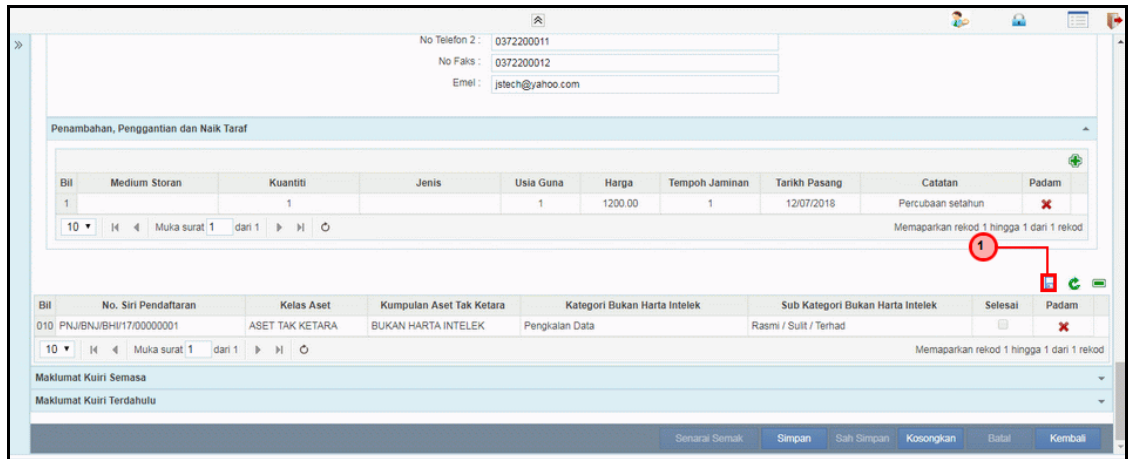 No Telefon 2 : 0372200011
No Faks : 0372200012
Emel : jstech@yahoo.com
Penambahan, Penggantian dan Naik Taraf
Bil Medium Storan Kuantiti Jenis Usia Guna Harga Tempoh Jaminan Tarikh Pasang Catatan Padam
1 1 1 1200.00 1 12/07/2018 Percubaan setahun
10 Muka surat 1 dari 1 Memaparkan rekod 1 hingga 1 dari 1 rekod
1
Bil No. Siri Pendaftaran Kelas Aset Kumpulan Aset Tak Ketara Kategori Bukan Harta Intelek Sub Kategori Bukan Harta Intelek Selesai Padam
010 PNJ/BNJ/BHI/17/00000001 ASET TAK KETARA BUKAN HARTA INTELEK Pengkalan Data Rasmi / Sulit / Terhad
10 Muka surat 1 dari 1 Memaparkan rekod 1 hingga 1 dari 1 rekod
Maklumat Kuiri Semasa
Maklumat Kuiri Terdahulu
Senarai Semak Simpan Sah Simpan Kosongkan Batal Kembali